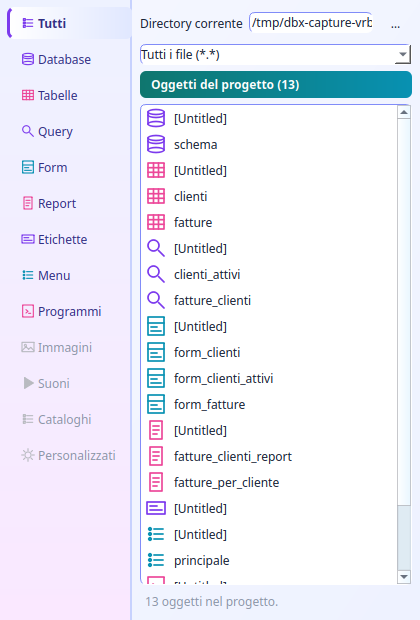 Tutti
Database
Tabelle
Query
Form
Report
Etichette
Menu
Programmi
Immagini
Suoni
Cataloghi
Personalizzati
Directory corrente /tmp/dbx-capture-vrb ...
Tutti i file (*.*)
Oggetti del progetto (13)
[Untitled]
schema
[Untitled]
clienti
fatture
[Untitled]
clienti_attivi
fatture_clienti
[Untitled]
form_clienti
form_clienti_attivi
form_fatture
[Untitled]
fatture_clienti_report
fatture_per_cliente
[Untitled]
[Untitled]
principale
[Untitled]
13 oggetti nel progetto.